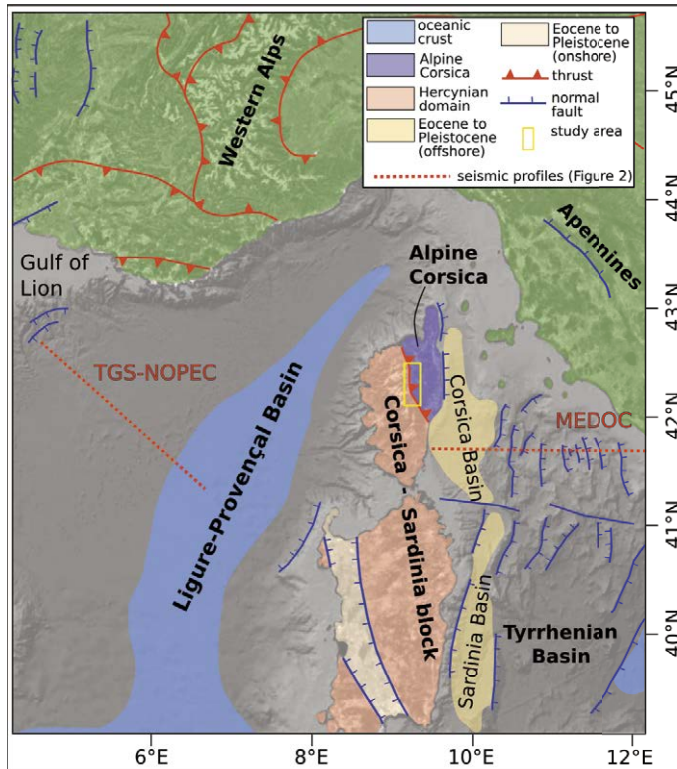 oceanic
crust
Alpine
Corsica
Hercynian
domain
Eocene to
Pleistocene
(offshore)
Eocene to
Pleistocene
(onshore)
thrust
normal
fault
study area
seismic profiles (Figure 2)
Western Alps
Apennines
Gulf of
Lion
Alpine
Corsica
TGS-NOPEC
Ligure-Provençal Basin
Corsica - Sardinia block
Corsica Basin
MEDOC
Sardinia Basin
Tyrrhenian
Basin
45°N
44°N
43°N
42°N
41°N
40°N
6°E
8°E
10°E
12°E